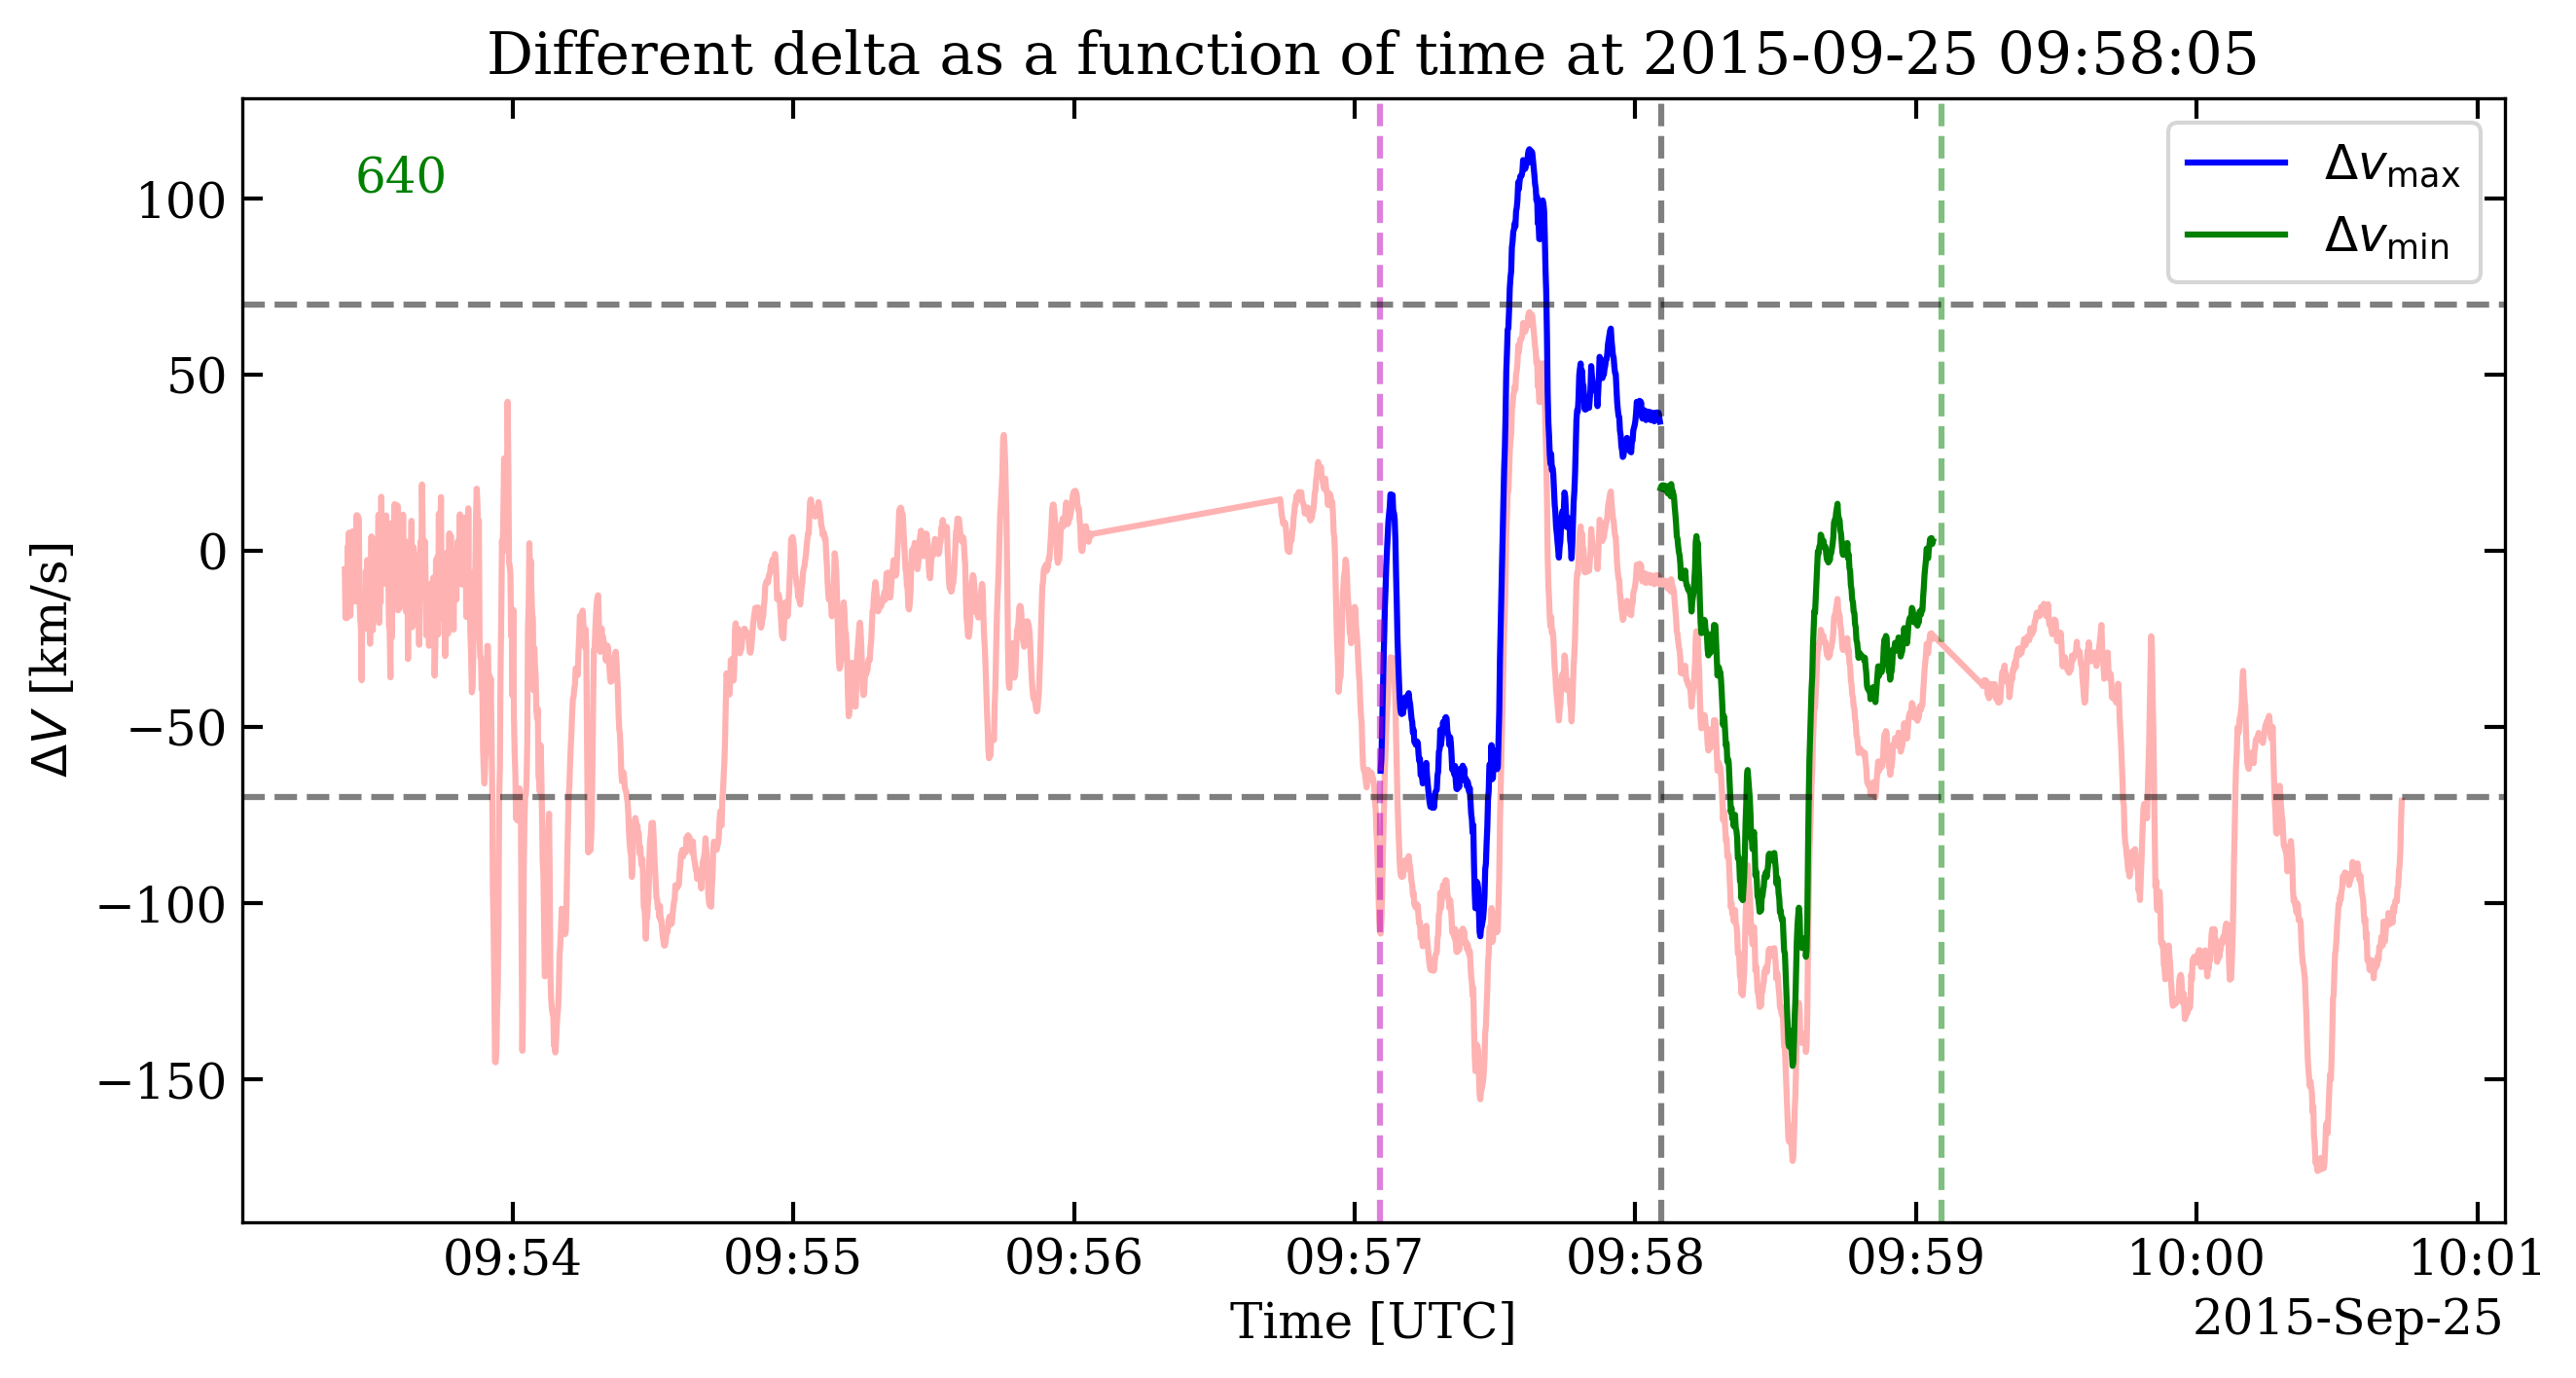 Different delta as a function of time at 2015-09-25 09:58:05
640
Δvmax
Δvmin
100
50
0
−50
−100
−150
ΔV [km/s]
09:54 09:55 09:56 09:57 09:58 09:59 10:00 10:01
Time [UTC]
2015-Sep-25